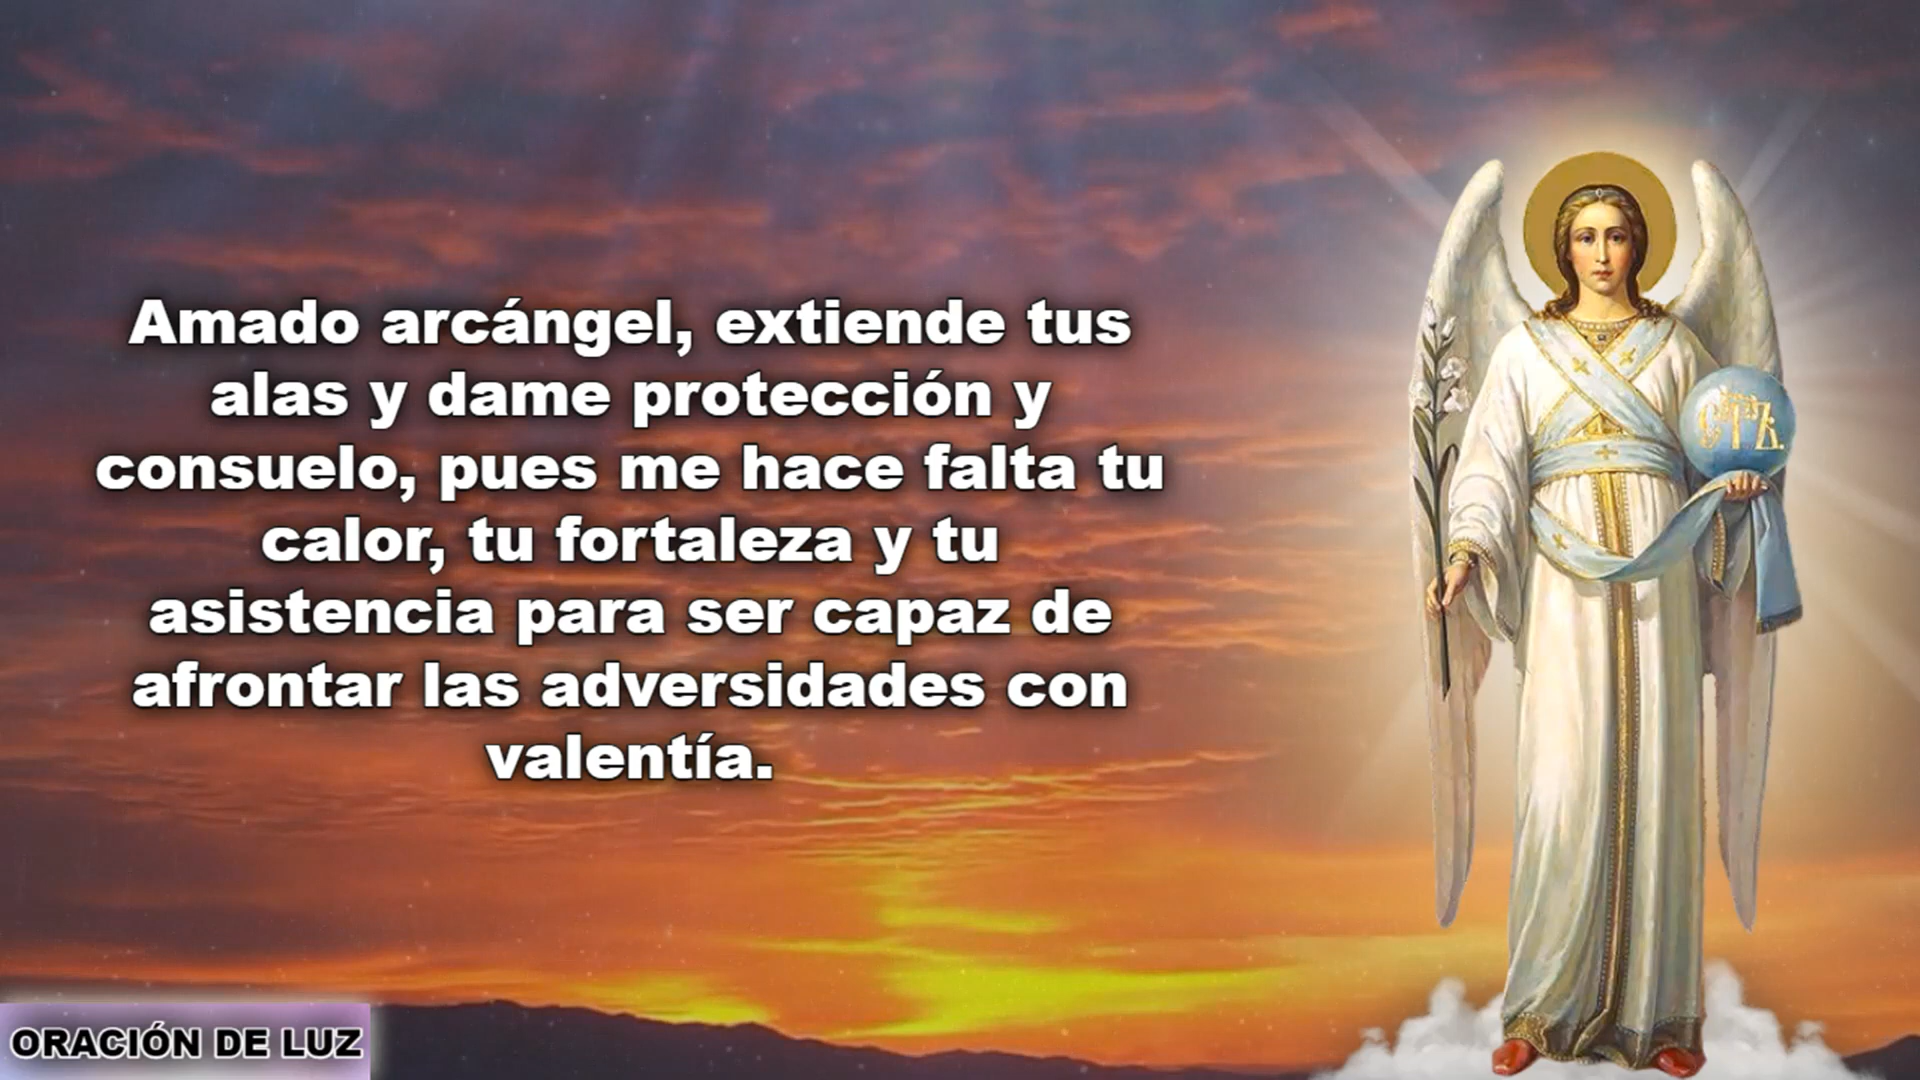 Amado arcángel, extiende tus
alas y dame protección y
consuelo, pues me hace falta tu
calor, tu fortaleza y tu
asistencia para ser capaz de
afrontar las adversidades con
valentía.
ORACIÓN DE LUZ